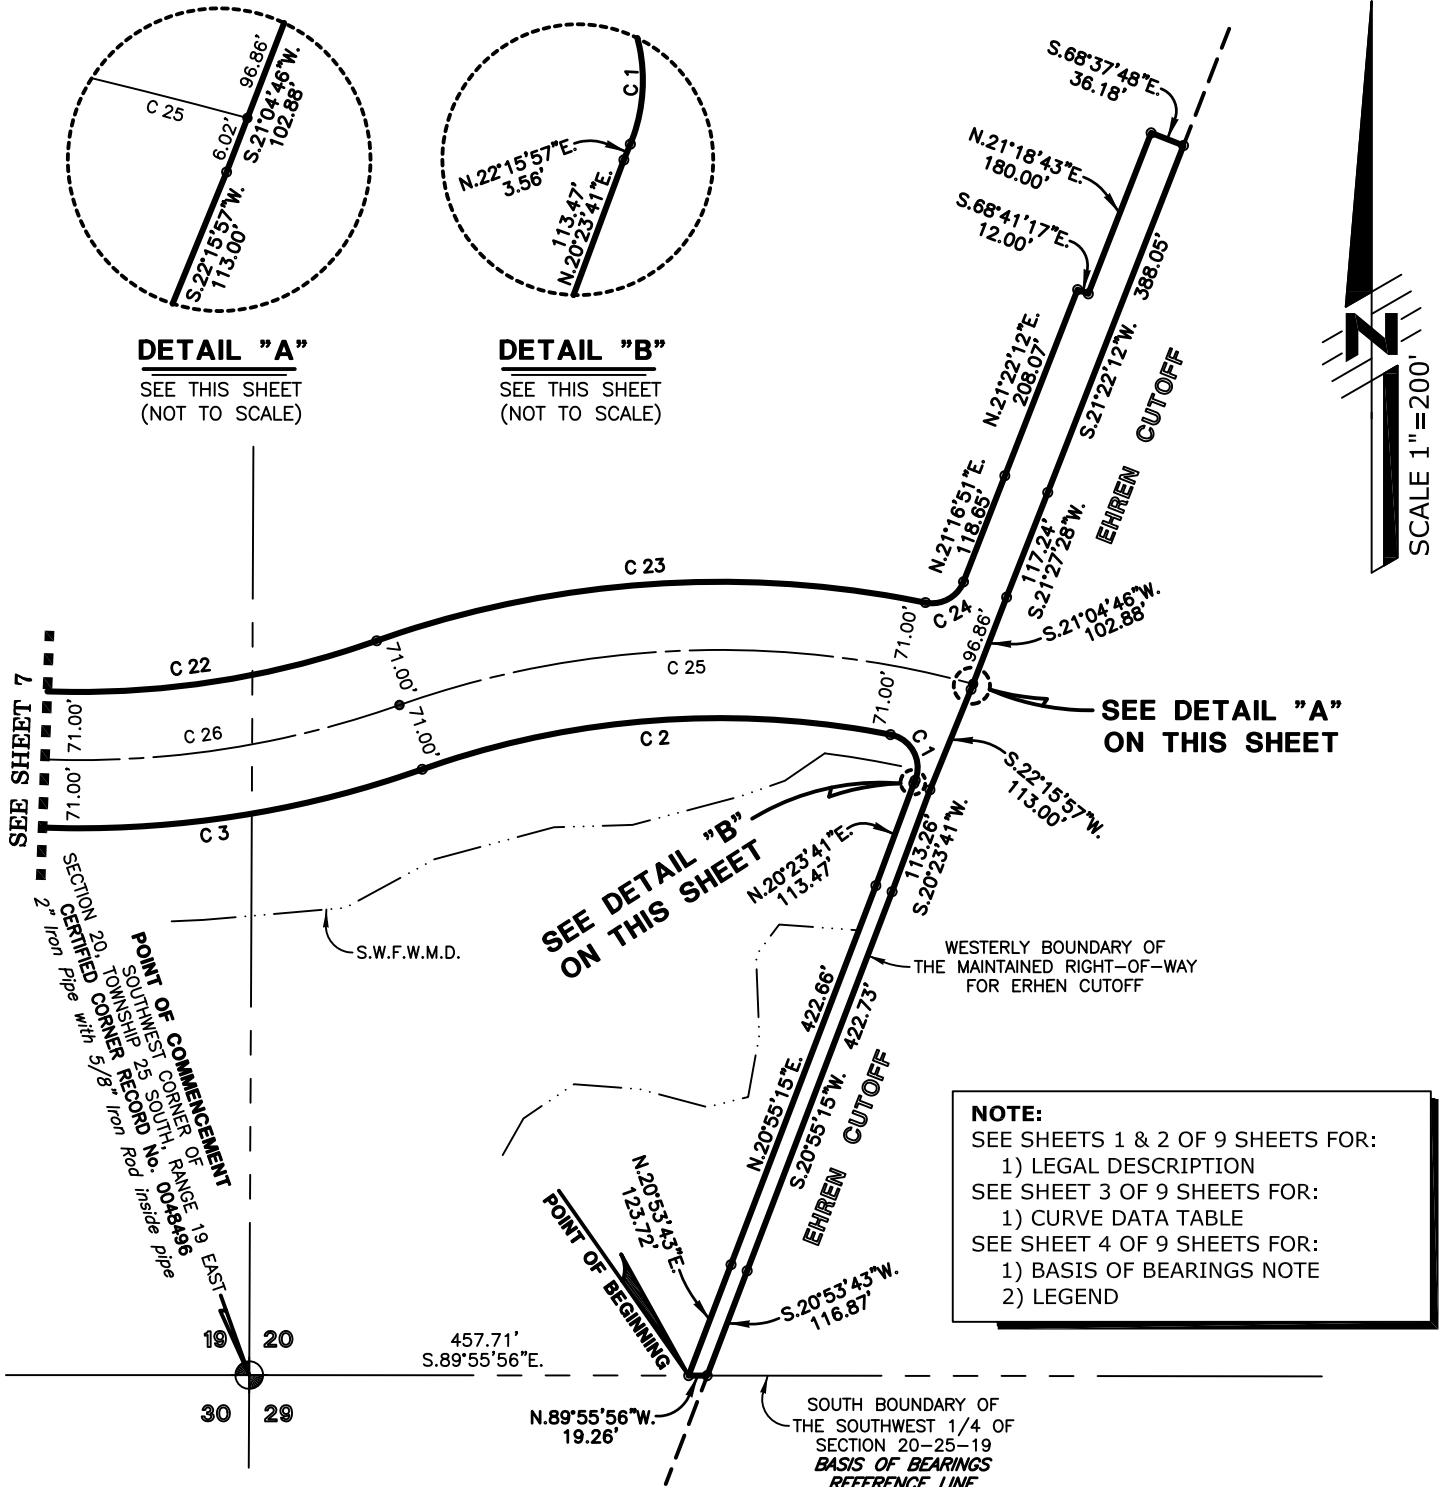 C 25
6.02'
96.86'
S.21°04'46"W.
102.88'
S.22°15'57"W.
113.00'
DETAIL "A"
SEE THIS SHEET
(NOT TO SCALE)
C 1
N.22°15'57"E.
3.56'
113.47'
N.20°23'41"E.
DETAIL "B"
SEE THIS SHEET
(NOT TO SCALE)
S.68°37'48"E.
36.18'
N.21°18'43"E.
180.00'
S.68°41'17"E.
12.00'
388.05'
S.21°22'12"W.
N.21°22'12"E.
208.07'
EHREN CUTOFF
N
SCALE 1"=200'
N.21°16'51"E.
118.65'
117.24'
S.21°27'28"W.
S.21°04'46"W.
102.88'
96.86'
C 24
C 23
71.00'
C 22
71.00'
C 25
71.00'
SEE SHEET 7
71.00'
C 26
71.00'
71.00'
C 2
C 1
C 3
SEE DETAIL "A"
ON THIS SHEET
S.22°15'57"W.
113.00'
SEE DETAIL "B"
ON THIS SHEET
N.20°23'41"E.
113.47'
113.26'
S.20°23'41"W.
S.W.F.W.M.D.
WESTERLY BOUNDARY OF
THE MAINTAINED RIGHT-OF-WAY
FOR ERHEN CUTOFF
POINT OF COMMENCEMENT
SOUTHWEST CORNER OF
SECTION 20, TOWNSHIP 25 SOUTH, RANGE 19 EAST
CERTIFIED CORNER RECORD No. 0048496
2" Iron Pipe with 5/8" Iron Rod inside pipe
422.66'
N.20°55'15"E.
422.73'
S.20°55'15"W.
EHREN CUTOFF
N.20°53'43"E.
123.72'
POINT OF BEGINNING
S.20°53'43"W.
116.87'
NOTE:
SEE SHEETS 1 & 2 OF 9 SHEETS FOR:
1) LEGAL DESCRIPTION
SEE SHEET 3 OF 9 SHEETS FOR:
1) CURVE DATA TABLE
SEE SHEET 4 OF 9 SHEETS FOR:
1) BASIS OF BEARINGS NOTE
2) LEGEND
19 20
30 29
457.71'
S.89°55'56"E.
N.89°55'56"W.
19.26'
SOUTH BOUNDARY OF
THE SOUTHWEST 1/4 OF
SECTION 20-25-19
BASIS OF BEARINGS
REFERENCE LINE